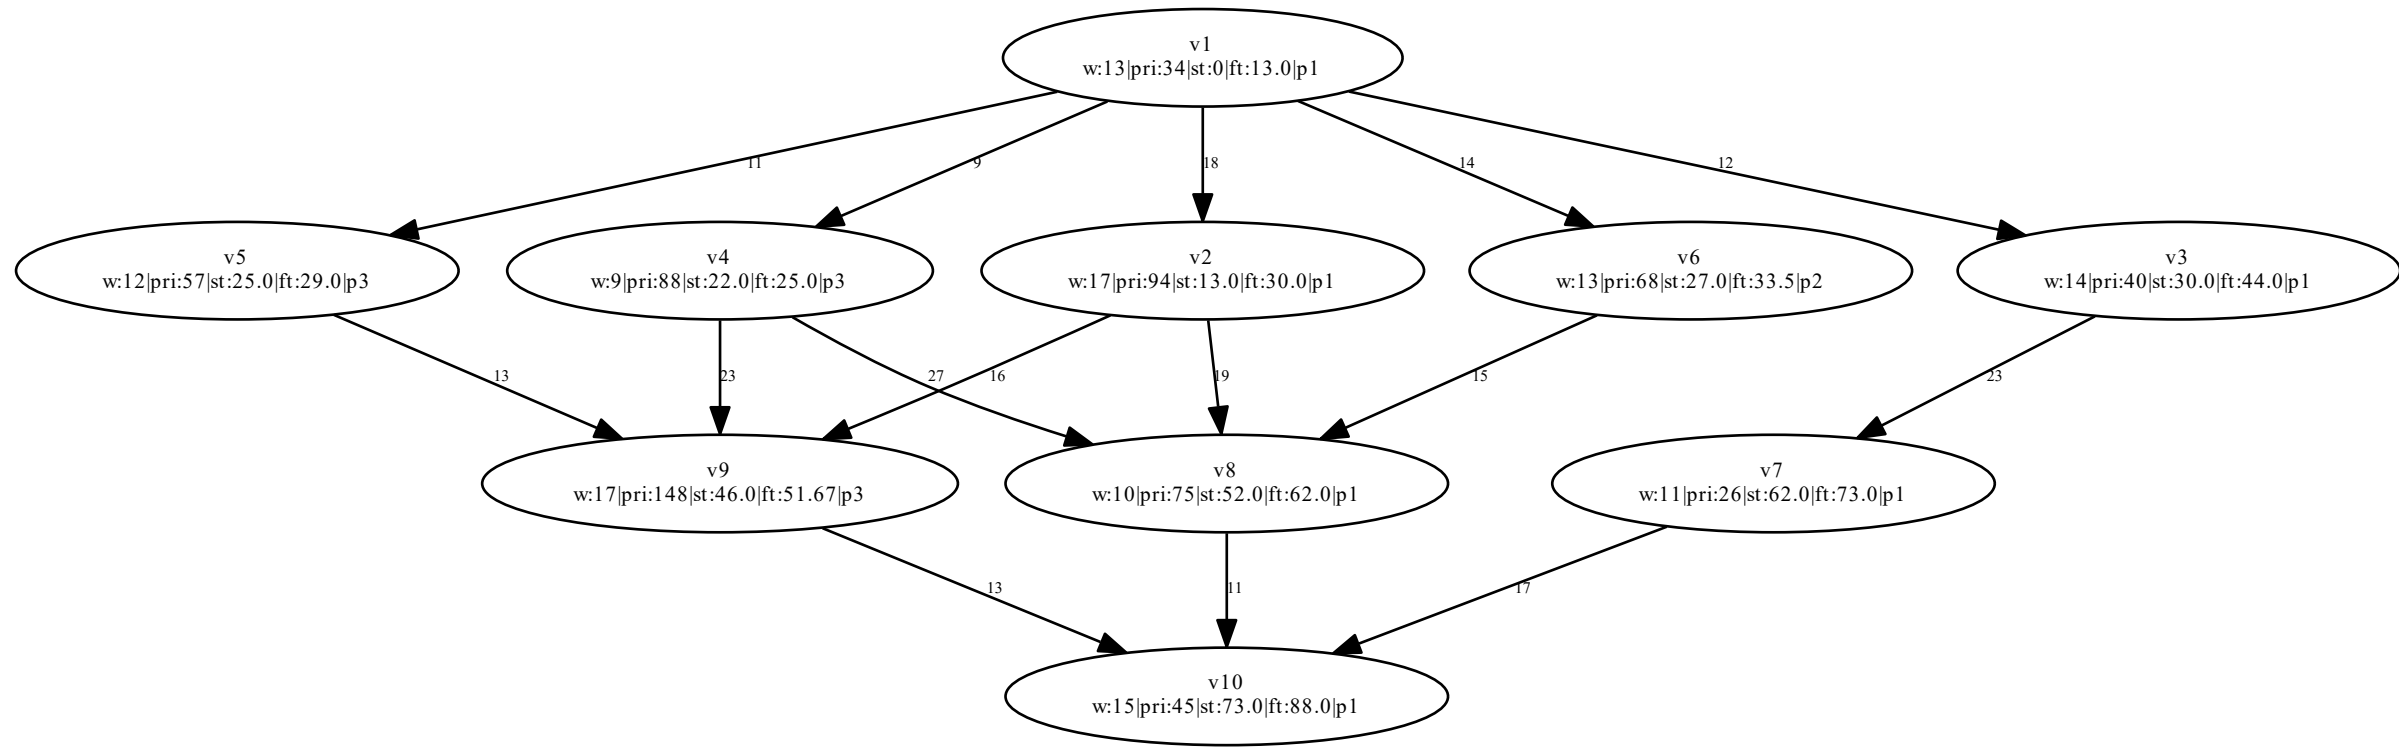 v1
w:13|pri:34|st:0|ft:13.0|p1
11
9
18
14
12
v5
w:12|pri:57|st:25.0|ft:29.0|p3
v4
w:9|pri:88|st:22.0|ft:25.0|p3
v2
w:17|pri:94|st:13.0|ft:30.0|p1
v6
w:13|pri:68|st:27.0|ft:33.5|p2
v3
w:14|pri:40|st:30.0|ft:44.0|p1
13
23
27
16
19
15
23
v9
w:17|pri:148|st:46.0|ft:51.67|p3
v8
w:10|pri:75|st:52.0|ft:62.0|p1
v7
w:11|pri:26|st:62.0|ft:73.0|p1
13
11
17
v10
w:15|pri:45|st:73.0|ft:88.0|p1